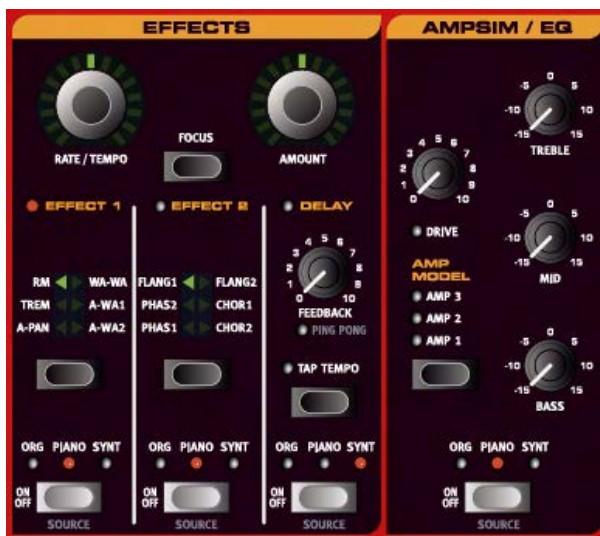 EFFECTS
RATE / TEMPO
FOCUS
AMOUNT
EFFECT 1
EFFECT 2
DELAY
RM WA-WA
TREM A-WA1
A-PAN A-WA2
FLANG1 FLANG2
PHAS2 CHOR1
PHAS1 CHOR2
0 1 2 3 4 5 6 7 8 9 10
FEEDBACK
PING PONG
TAP TEMPO
ORG PIANO SYNT
ON
OFF
SOURCE
ORG PIANO SYNT
ON
OFF
SOURCE
ORG PIANO SYNT
ON
OFF
SOURCE
AMPSIM / EQ
0 1 2 3 4 5 6 7 8 9 10
DRIVE
AMP
MODEL
AMP 3
AMP 2
AMP 1
-15 -10 -5 0 5 10 15
TREBLE
-15 -10 -5 0 5 10 15
MID
-15 -10 -5 0 5 10 15
BASS
ORG PIANO SYNT
ON
OFF
SOURCE